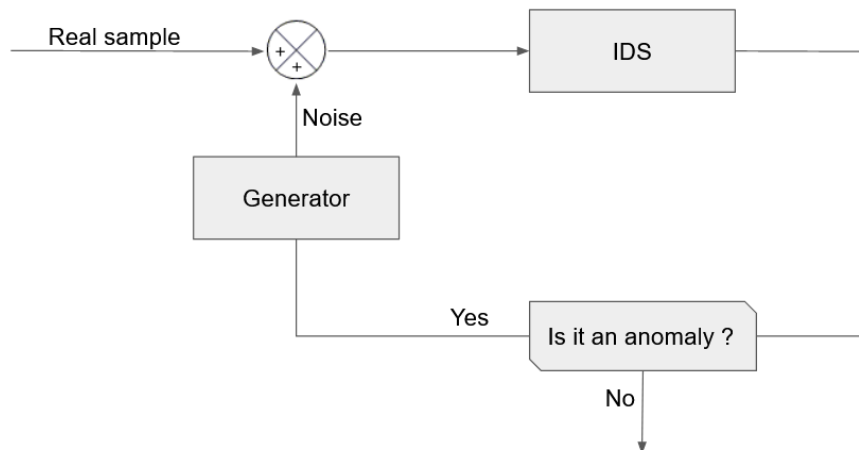 Real sample
+
+
IDS
Noise
Generator
Yes
Is it an anomaly ?
No